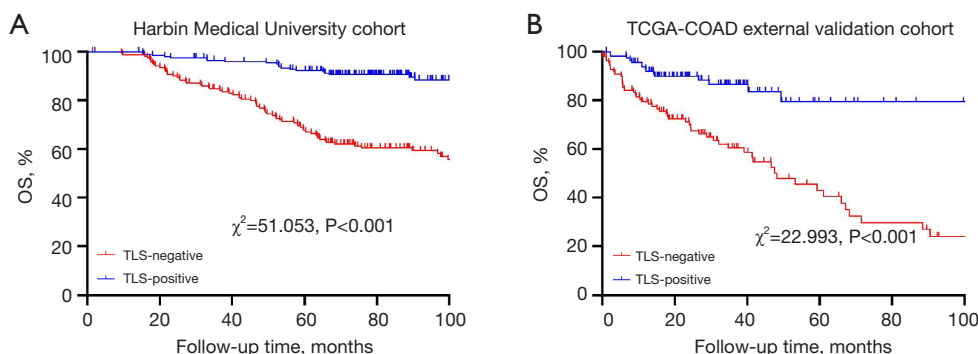 A
Harbin Medical University cohort
100
80
60
40
20
0
OS, %
χ²=51.053, P<0.001
TLS-negative
TLS-positive
0 20 40 60 80 100
Follow-up time, months
B
TCGA-COAD external validation cohort
100
80
60
40
20
0
OS, %
χ²=22.993, P<0.001
TLS-negative
TLS-positive
0 20 40 60 80 100
Follow-up time, months